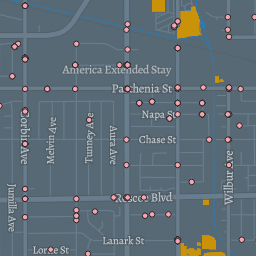 America Extended Stay
Parthenia St
Napa St
Chase St
Corbin Ave
Melvin Ave
Tunney Ave
Aura Ave
Wilbur Ave
Jumilla Ave
Roscoe Blvd
Lanark St
Lorne St